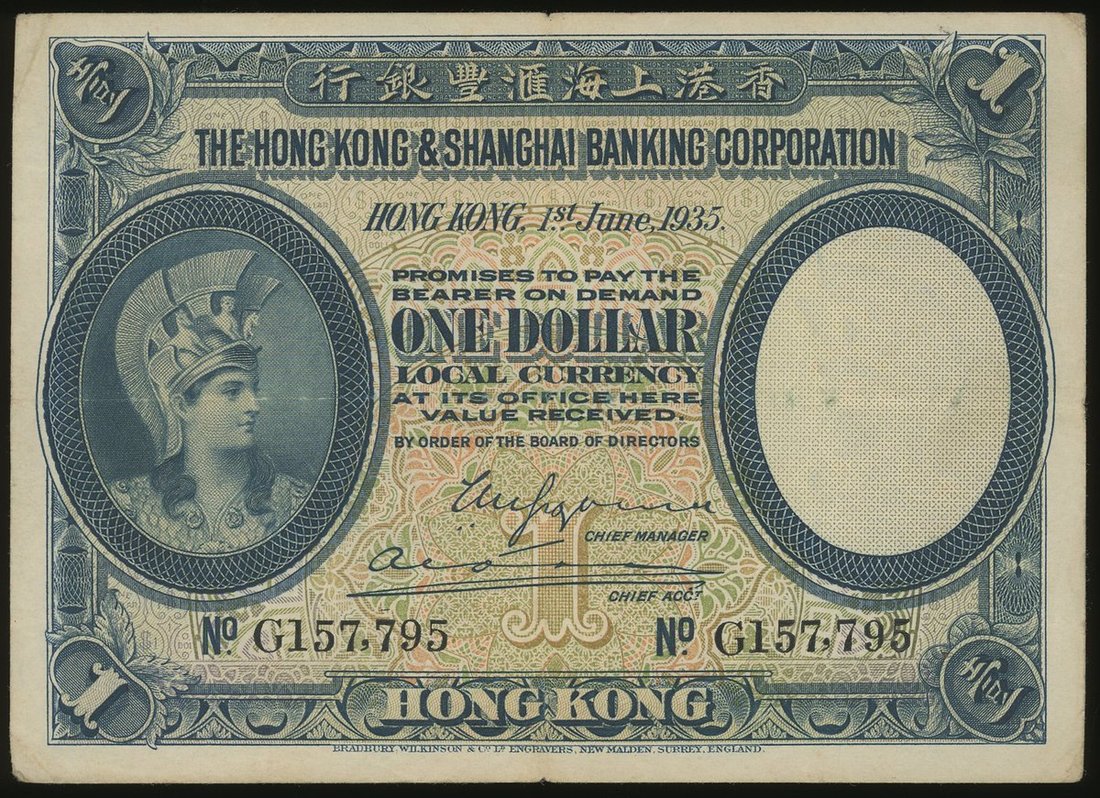 香港上海滙豐銀行
1
THE HONG KONG & SHANGHAI BANKING CORPORATION
HONG KONG, 1st June, 1935.
PROMISES TO PAY THE
BEARER ON DEMAND
ONE DOLLAR
LOCAL CURRENCY
AT ITS OFFICE HERE,
VALUE RECEIVED.
BY ORDER OF THE BOARD OF DIRECTORS
CHIEF MANAGER
CHIEF ACCT
1
No. G157,795 No. G157,795
1
HONG KONG
BRADBURY, WILKINSON & Co Ld ENGRAVERS, NEW MALDEN, SURREY, ENGLAND.